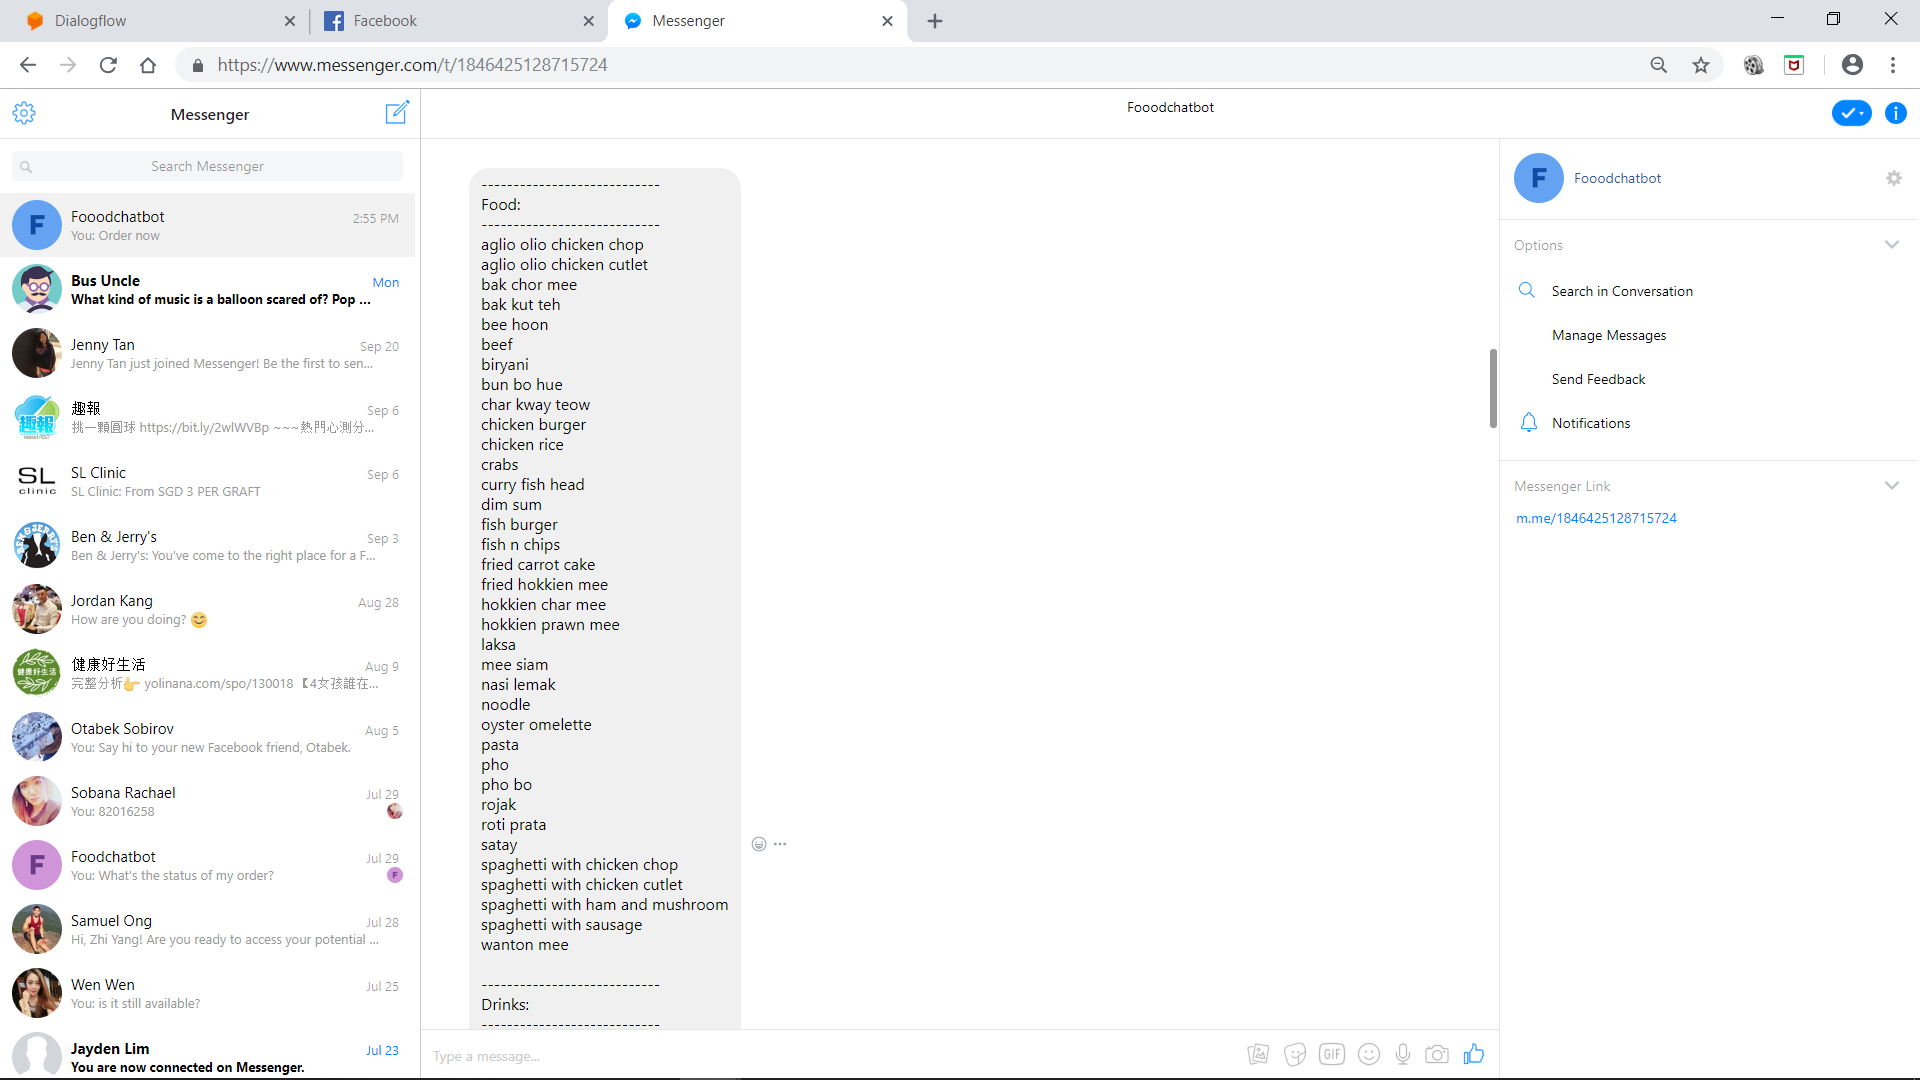 Dialogflow
Facebook
Messenger
https://www.messenger.com/t/1846425128715724
Messenger
Fooodchatbot
Search Messenger
Fooodchatbot
2:55 PM
You: Order now
Bus Uncle
Mon
What kind of music is a balloon scared of? Pop ...
Jenny Tan
Sep 20
Jenny Tan just joined Messenger! Be the first to sen...
趣報
Sep 6
挑一顆圓球 https://bit.ly/2wlWVBp ~~~熱門心測分...
SL Clinic
Sep 6
SL Clinic: From SGD 3 PER GRAFT
Ben & Jerry's
Sep 3
Ben & Jerry's: You've come to the right place for a F...
Jordan Kang
Aug 28
How are you doing? 😊
健康好生活
Aug 9
完整分析👉 yolinana.com/spo/130018 【4女孩誰在...
Otabek Sobirov
Aug 5
You: Say hi to your new Facebook friend, Otabek.
Sobana Rachael
Jul 29
You: 82016258
Foodchatbot
Jul 29
You: What's the status of my order?
Samuel Ong
Jul 28
Hi, Zhi Yang! Are you ready to access your potential ...
Wen Wen
Jul 25
You: is it still available?
Jayden Lim
Jul 23
You are now connected on Messenger.
F
F
F
SL
clinic
趣報
健康好生活
----------------------------
Food:
----------------------------
aglio olio chicken chop
aglio olio chicken cutlet
bak chor mee
bak kut teh
bee hoon
beef
biryani
bun bo hue
char kway teow
chicken burger
chicken rice
crabs
curry fish head
dim sum
fish burger
fish n chips
fried carrot cake
fried hokkien mee
hokkien char mee
hokkien prawn mee
laksa
mee siam
nasi lemak
noodle
oyster omelette
pasta
pho
pho bo
rojak
roti prata
satay
spaghetti with chicken chop
spaghetti with chicken cutlet
spaghetti with ham and mushroom
spaghetti with sausage
wanton mee
----------------------------
Drinks:
----------------------------
Type a message...
GIF
F
Fooodchatbot
Options
Search in Conversation
Manage Messages
Send Feedback
Notifications
Messenger Link
m.me/1846425128715724